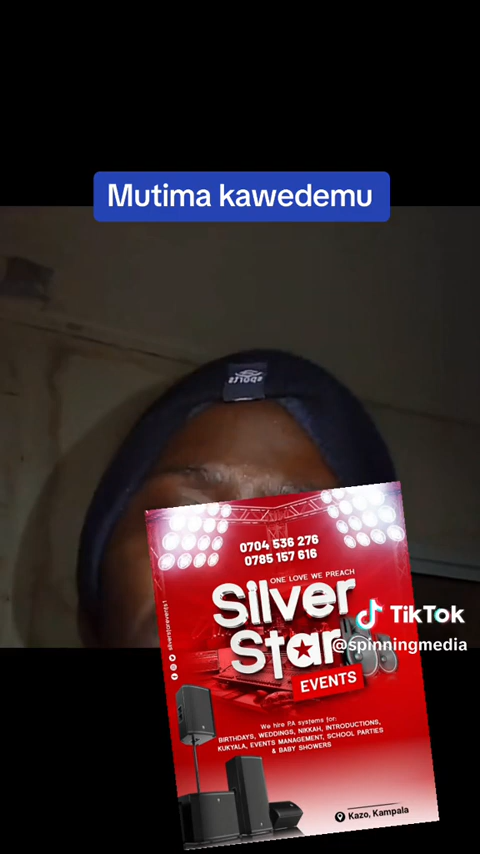 Mutima kawedemu
0704 536 276
0785 157 616
ONE LOVE WE PREACH
Silver
Star
EVENTS
TikTok
@spinningmedia
silverstarevents1
We hire P.A systems for:
BIRTHDAYS, WEDDINGS, NIKKAH, INTRODUCTIONS,
KUKYALA, EVENTS MANAGEMENT, SCHOOL PARTIES
& BABY SHOWERS
Kazo, Kampala